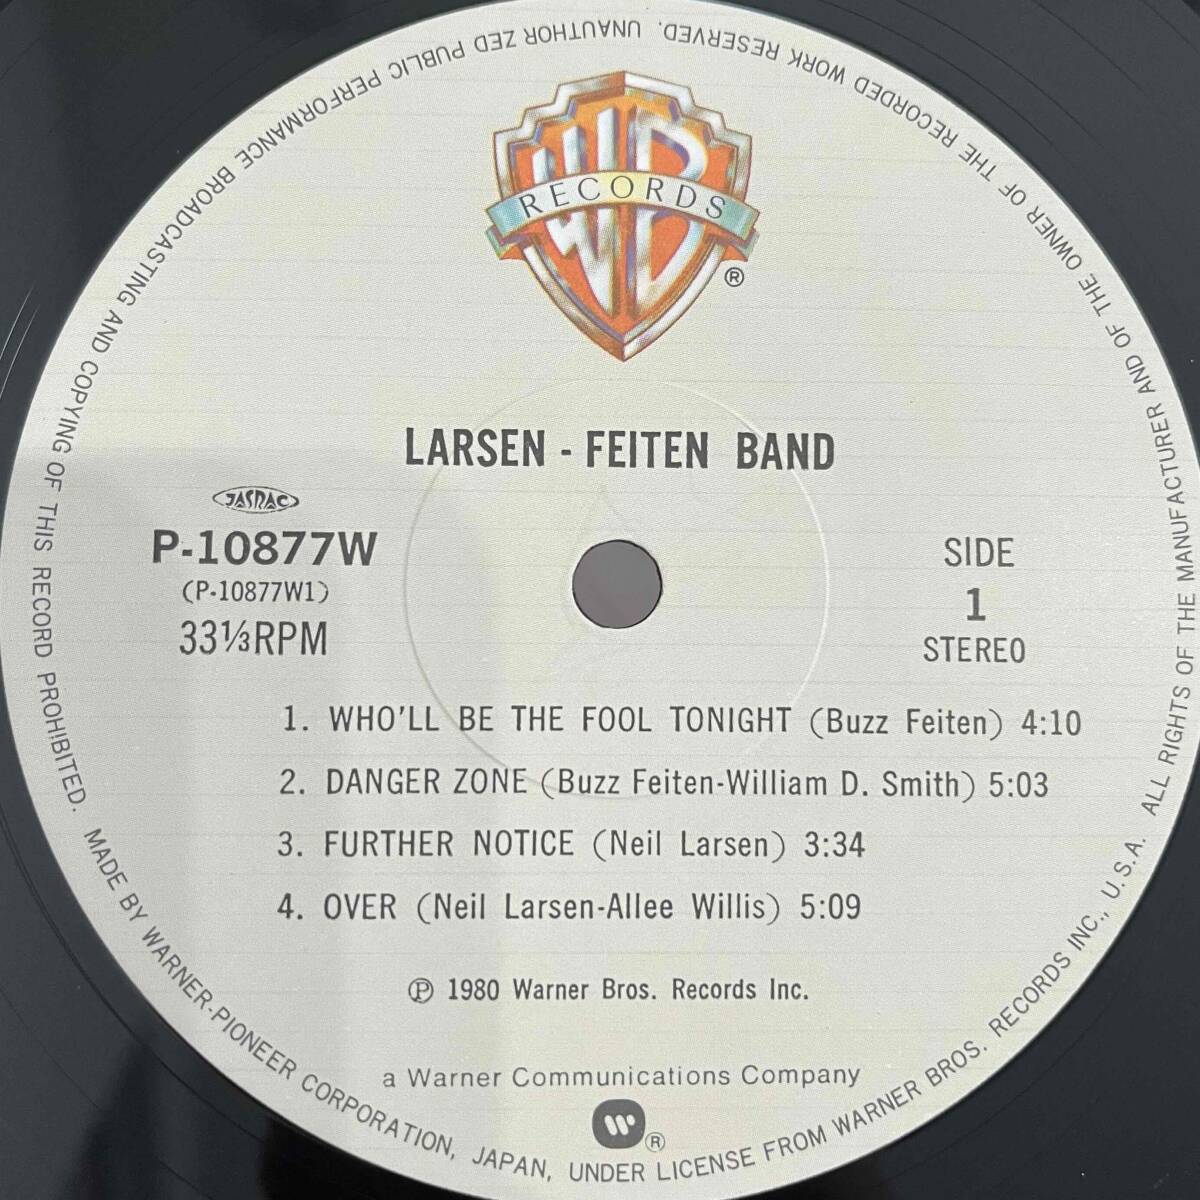 WB
RECORDS
®
LARSEN - FEITEN BAND
JASRAC
P-10877W
(P-10877W1)
33⅓RPM
SIDE
1
STEREO
1. WHO'LL BE THE FOOL TONIGHT (Buzz Feiten) 4:10
2. DANGER ZONE (Buzz Feiten-William D. Smith) 5:03
3. FURTHER NOTICE (Neil Larsen) 3:34
4. OVER (Neil Larsen-Allee Willis) 5:09
℗ 1980 Warner Bros. Records Inc.
a Warner Communications Company
®
MADE BY WARNER-PIONEER CORPORATION, JAPAN, UNDER LICENSE FROM WARNER BROS. RECORDS INC., U.S.A. ALL RIGHTS OF THE MANUFACTURER AND OF THE OWNER OF THE RECORDED WORK RESERVED. UNAUTHOR ZED PUBLIC PERFORMANCE BROADCASTING AND COPYING OF THIS RECORD PROHIBITED.